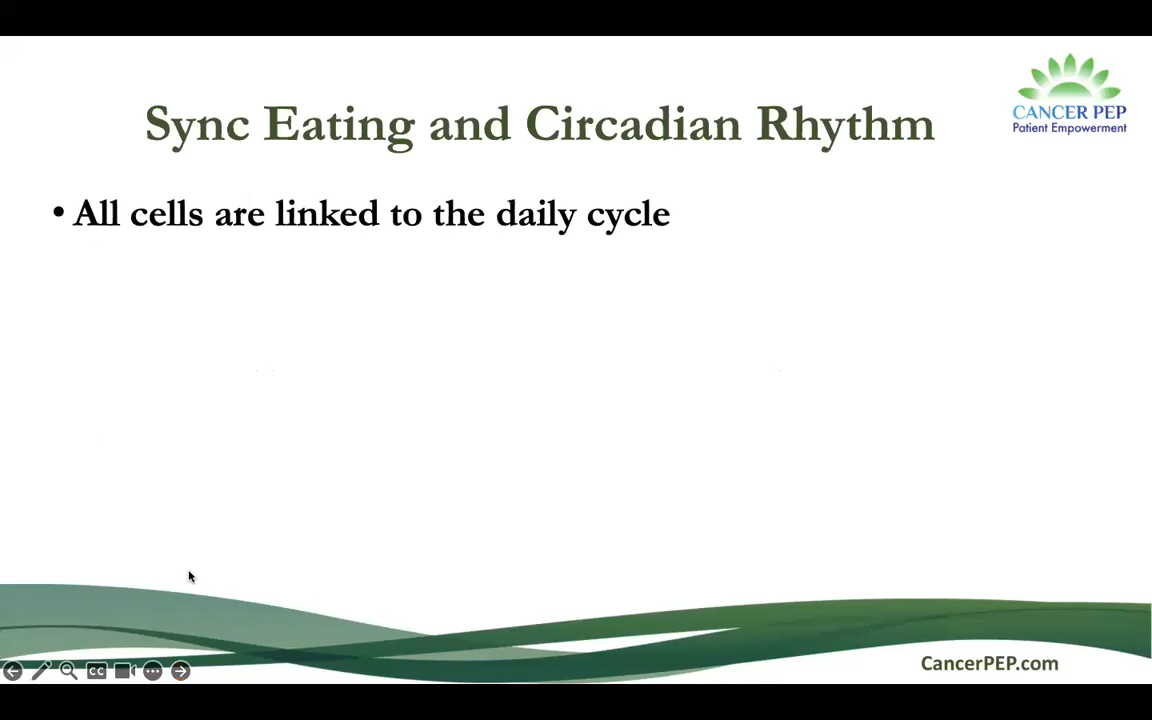 CANCER PEP
Patient Empowerment
Sync Eating and Circadian Rhythm
• All cells are linked to the daily cycle
CC
CancerPEP.com